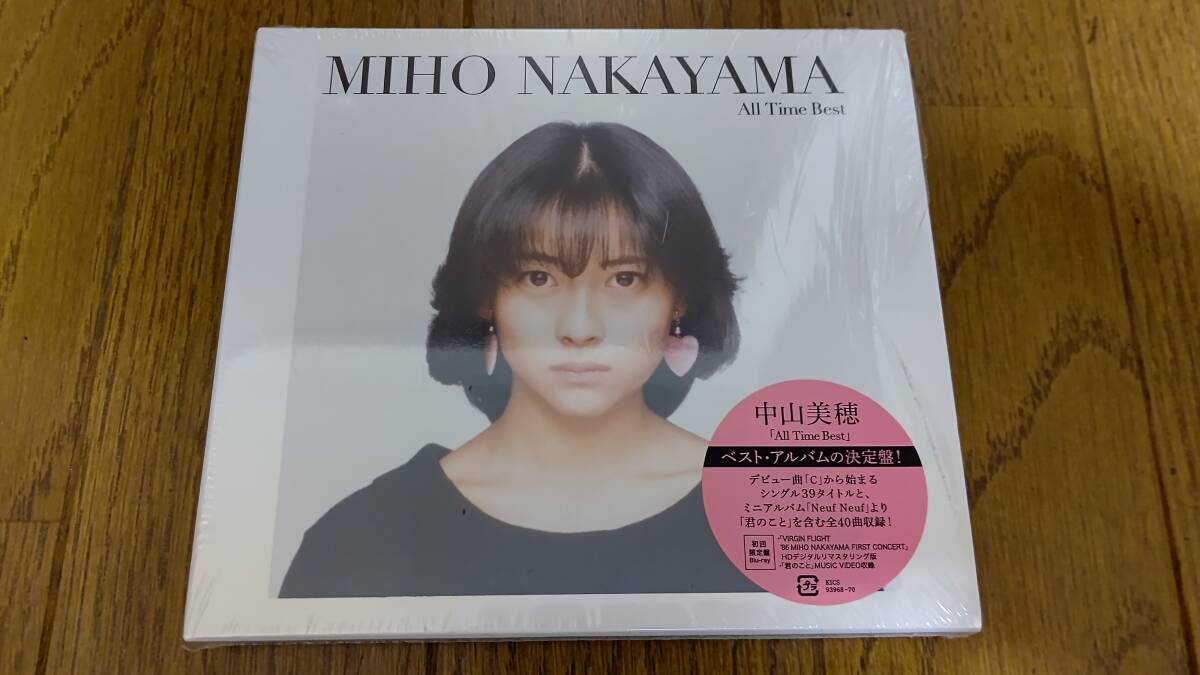 MIHO NAKAYAMA
All Time Best
中山美穂
「All Time Best」
ベスト・アルバムの決定盤!
デビュー曲「C」から始まる
シングル39タイトルと、
ミニアルバム「Neuf Neuf」より
「君のこと」を含む全40曲収録!
初回
限定盤
Blu-ray
・「VIRGIN FLIGHT
'86 MIHO NAKAYAMA FIRST CONCERT」
HDデジタルリマスタリング版
・「君のこと」MUSIC VIDEO収録
プラ
KICS
93968-70